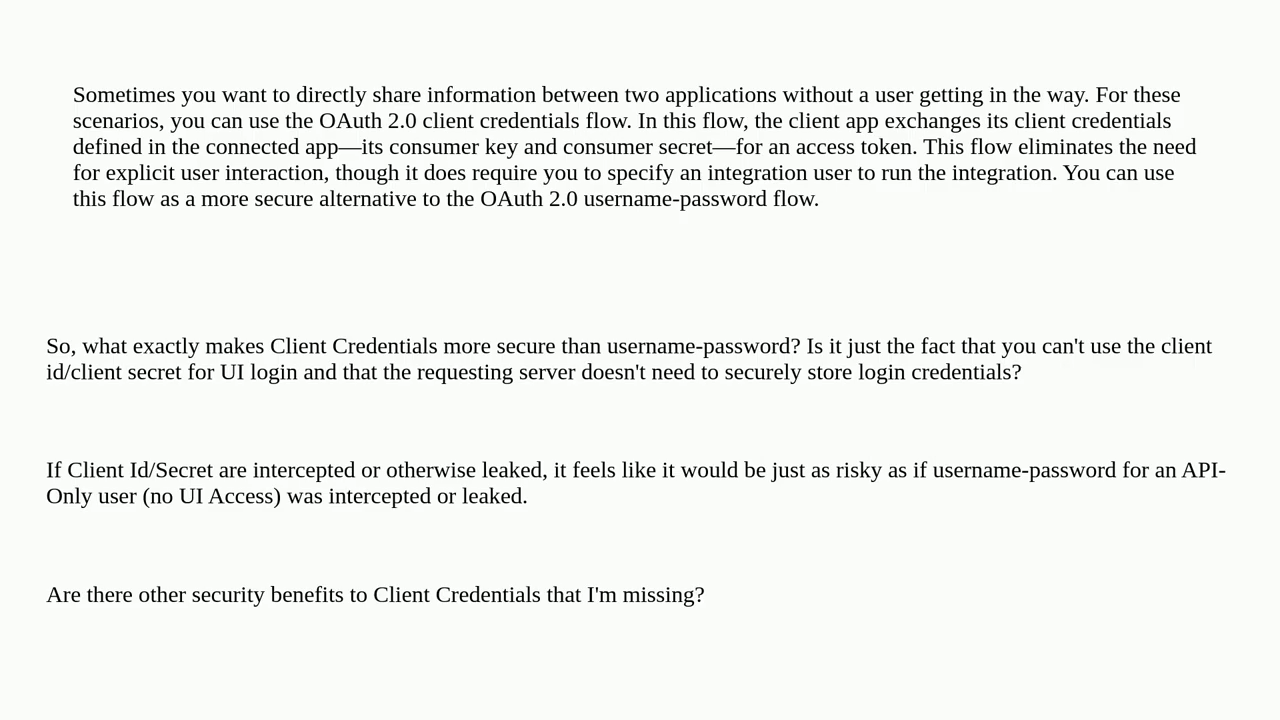 Sometimes you want to directly share information between two applications without a user getting in the way. For these
scenarios, you can use the OAuth 2.0 client credentials flow. In this flow, the client app exchanges its client credentials
defined in the connected app—its consumer key and consumer secret—for an access token. This flow eliminates the need
for explicit user interaction, though it does require you to specify an integration user to run the integration. You can use
this flow as a more secure alternative to the OAuth 2.0 username-password flow.
So, what exactly makes Client Credentials more secure than username-password? Is it just the fact that you can't use the client
id/client secret for UI login and that the requesting server doesn't need to securely store login credentials?
If Client Id/Secret are intercepted or otherwise leaked, it feels like it would be just as risky as if username-password for an API-
Only user (no UI Access) was intercepted or leaked.
Are there other security benefits to Client Credentials that I'm missing?